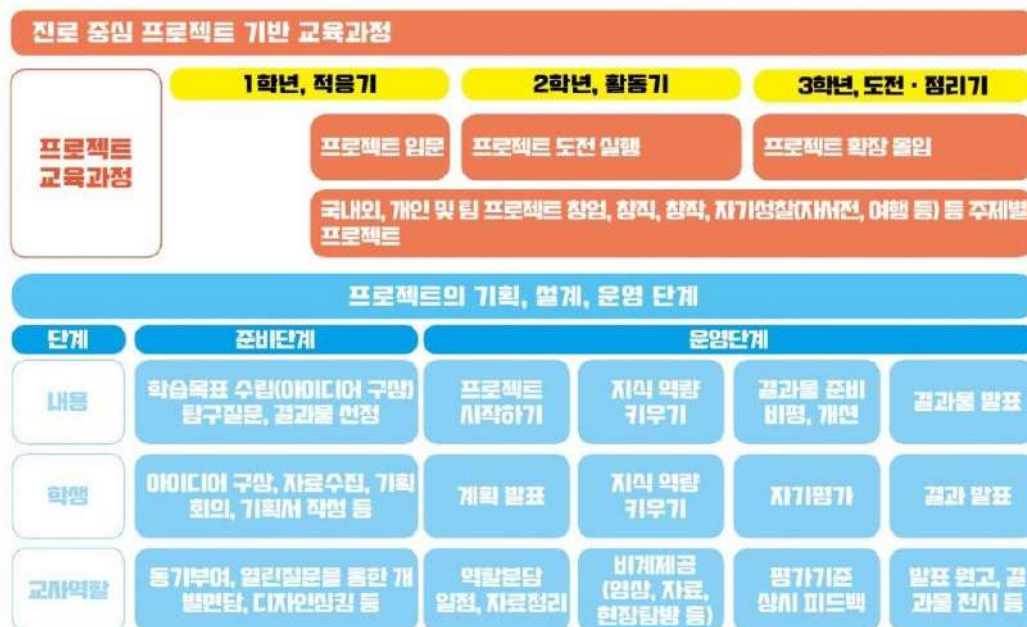 진로 중심 프로젝트 기반 교육과정
1학년, 적응기
2학년, 활동기
3학년, 도전·정리기
프로젝트
교육과정
프로젝트 입문
프로젝트 도전 실행
프로젝트 확장 몰입
국내외, 개인 및 팀 프로젝트 창업, 창직, 창작, 자기성찰(자서전, 여행 등) 등 주제별
프로젝트
프로젝트의 기획, 설계, 운영 단계
단계
준비단계
운영단계
내용
학습목표 수립(아이디어 구상)
탐구질문, 결과물 선정
프로젝트
시작하기
지식 역량
키우기
결과물 준비
비평, 개선
결과물 발표
학생
아이디어 구상, 자료수집, 기획
회의, 기획서 작성 등
계획 발표
지식 역량
키우기
자기평가
결과 발표
교사역할
동기부여, 열린질문을 통한 개
별면담, 디자인싱킹 등
역할분담
일정, 자료정리
비계제공
(영상, 자료,
현장탐방 등)
평가기준
상시 피드백
발표 원고, 결
과물 전시 등